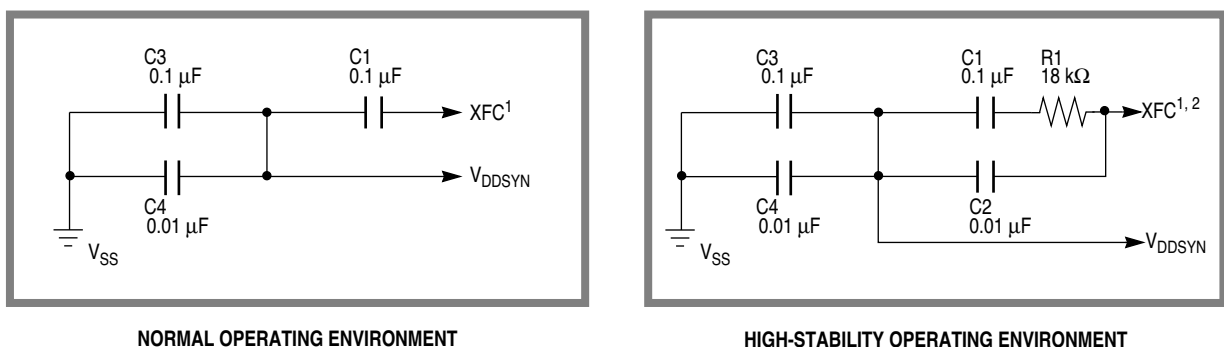 C3
0.1 μF
C1
0.1 μF
XFC1
VDDSYN
C4
0.01 μF
VSS
NORMAL OPERATING ENVIRONMENT
C3
0.1 μF
C1
0.1 μF
R1
18 kΩ
XFC1, 2
C4
0.01 μF
C2
0.01 μF
VSS
VDDSYN
HIGH-STABILITY OPERATING ENVIRONMENT